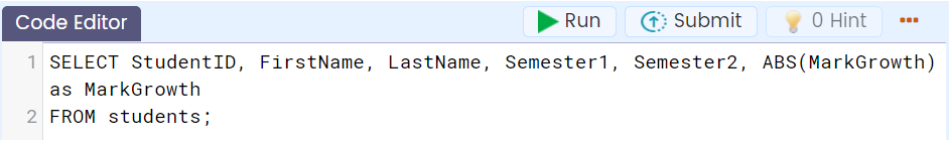 Code Editor
Run
Submit
0 Hint
1 SELECT StudentID, FirstName, LastName, Semester1, Semester2, ABS(MarkGrowth)
as MarkGrowth
2 FROM students;